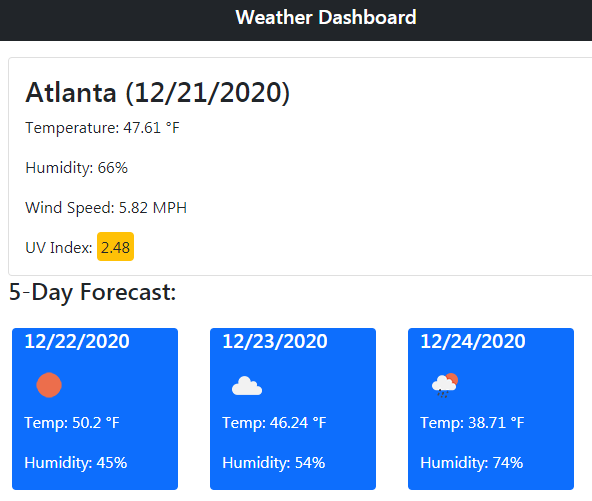 Weather Dashboard
Atlanta (12/21/2020)
Temperature: 47.61 °F
Humidity: 66%
Wind Speed: 5.82 MPH
UV Index: 2.48
5-Day Forecast:
12/22/2020
Temp: 50.2 °F
Humidity: 45%
12/23/2020
Temp: 46.24 °F
Humidity: 54%
12/24/2020
Temp: 38.71 °F
Humidity: 74%